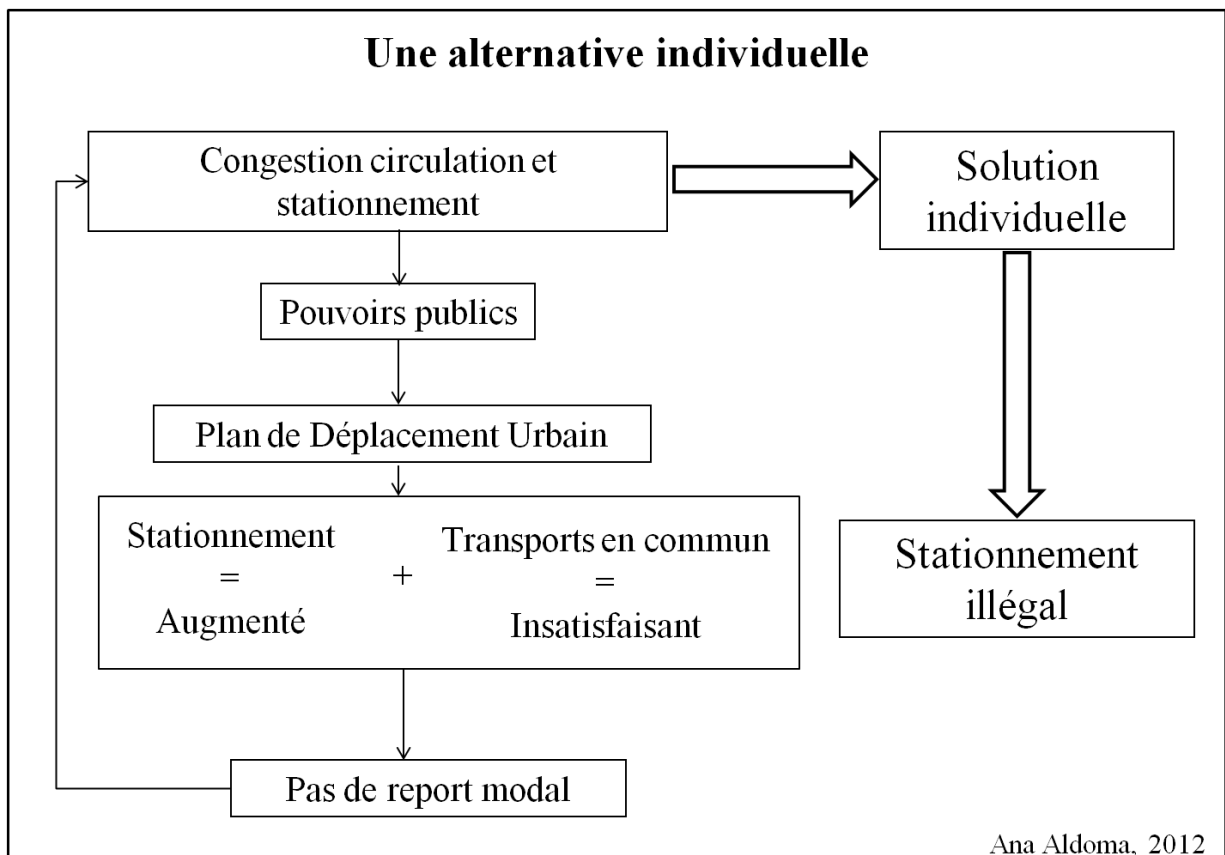 Une alternative individuelle
Congestion circulation et
stationnement
Solution
individuelle
Pouvoirs publics
Plan de Déplacement Urbain
Stationnement
=
Augmenté
+
Transports en commun
=
Insatisfaisant
Stationnement
illégal
Pas de report modal
Ana Aldoma, 2012